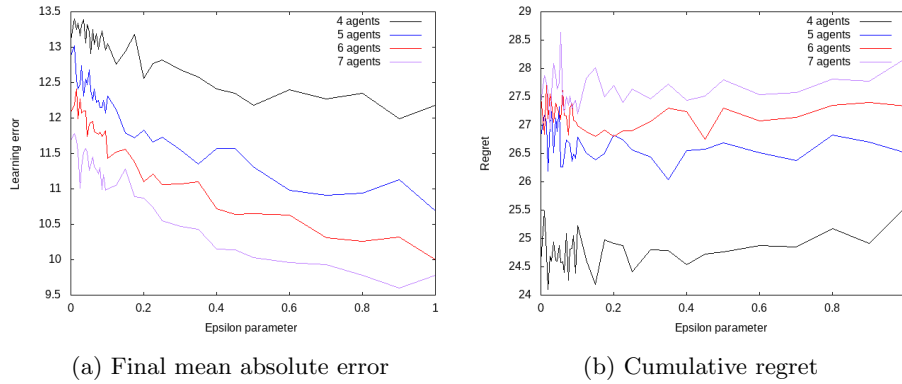 13.5
13
12.5
12
11.5
11
10.5
10
9.5
Learning error
0
0.2
0.4
0.6
0.8
1
Epsilon parameter
4 agents
5 agents
6 agents
7 agents
(a) Final mean absolute error
29
28.5
28
27.5
27
26.5
26
25.5
25
24.5
24
Regret
0
0.2
0.4
0.6
0.8
Epsilon parameter
4 agents
5 agents
6 agents
7 agents
(b) Cumulative regret